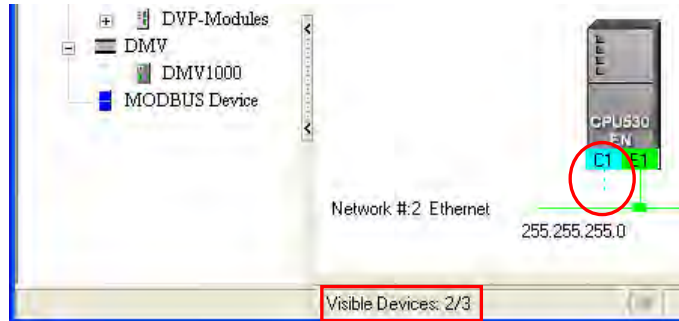 DVP-Modules
DMV
DMV1000
MODBUS Device
CPU530
EN
C1 E1
Network #:2 Ethernet
255.255.255.0
Visible Devices: 2/3